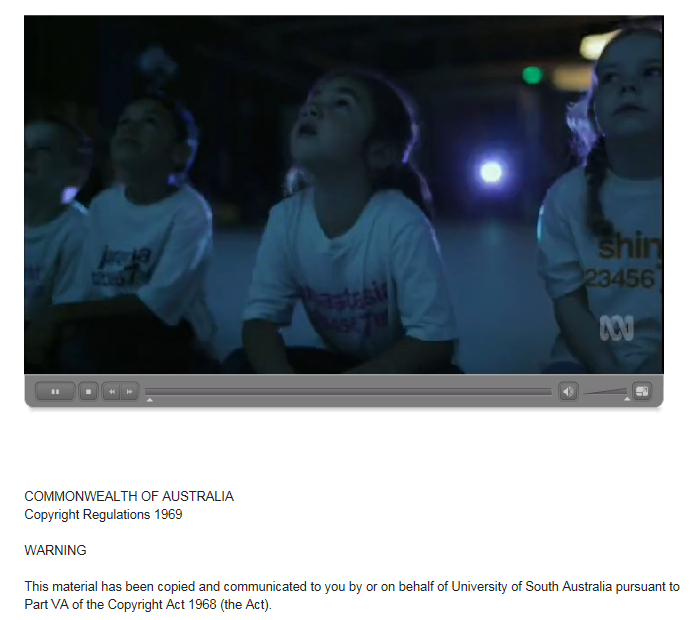 shin
23456
COMMONWEALTH OF AUSTRALIA
Copyright Regulations 1969
WARNING
This material has been copied and communicated to you by or on behalf of University of South Australia pursuant to
Part VA of the Copyright Act 1968 (the Act).